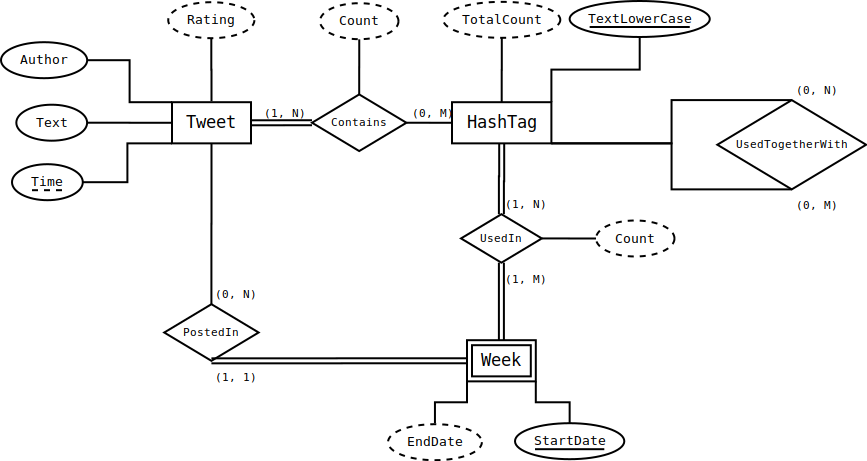 Rating
Count
TotalCount
TextLowerCase
Author
(0, N)
(1, N)
(0, M)
Text
Tweet
Contains
HashTag
UsedTogetherWith
Time
(1, N)
(0, M)
UsedIn
Count
(1, M)
(0, N)
PostedIn
Week
(1, 1)
EndDate
StartDate